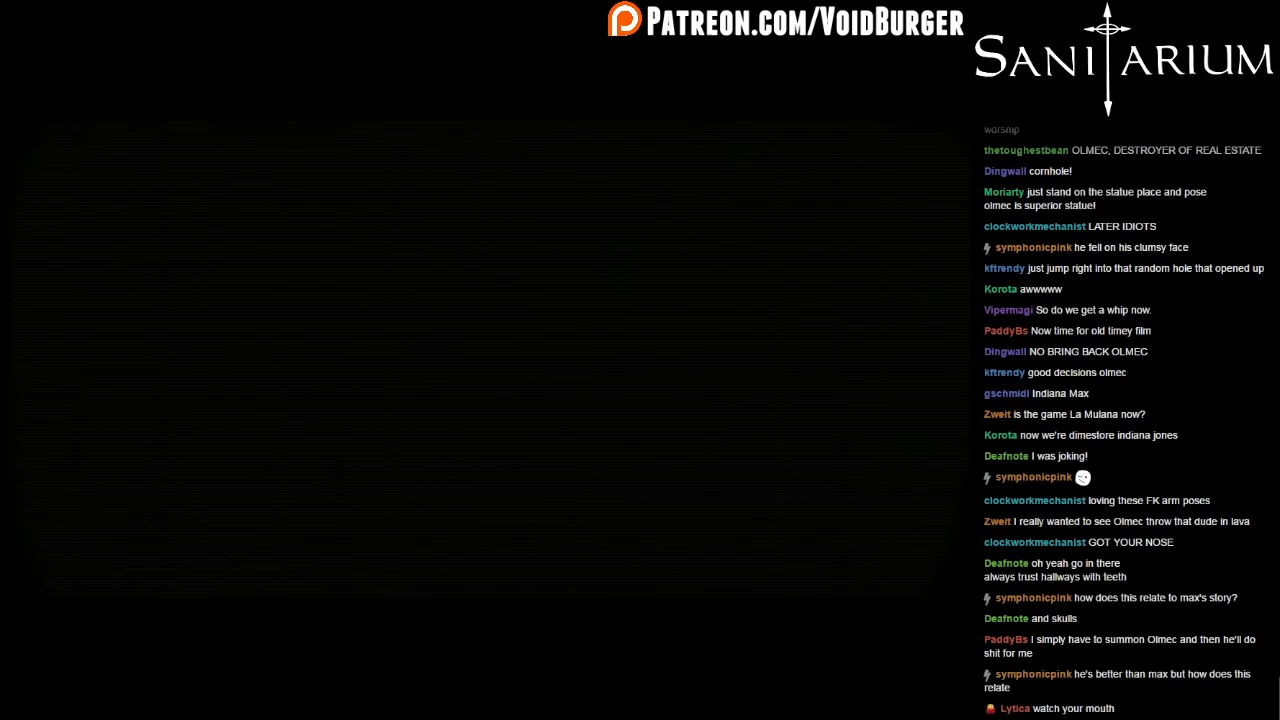 PATREON.COM/VOIDBURGER
SANITARIUM
worship
thetoughestbean OLMEC, DESTROYER OF REAL ESTATE
Dingwall cornhole!
Moriarty just stand on the statue place and pose
olmec is superior statue!
clockworkmechanist LATER IDIOTS
symphonicpink he fell on his clumsy face
kftrendy just jump right into that random hole that opened up
Korota awwwww
Vipermagi So do we get a whip now.
PaddyBs Now time for old timey film
Dingwall NO BRING BACK OLMEC
kftrendy good decisions olmec
gschmidl Indiana Max
Zweit is the game La Mulana now?
Korota now we're dimestore indiana jones
Deafnote I was joking!
symphonicpink
clockworkmechanist loving these FK arm poses
Zweit I really wanted to see Olmec throw that dude in lava
clockworkmechanist GOT YOUR NOSE
Deafnote oh yeah go in there
always trust hallways with teeth
symphonicpink how does this relate to max's story?
Deafnote and skulls
PaddyBs I simply have to summon Olmec and then he'll do
shit for me
symphonicpink he's better than max but how does this
relate
Lytica watch your mouth